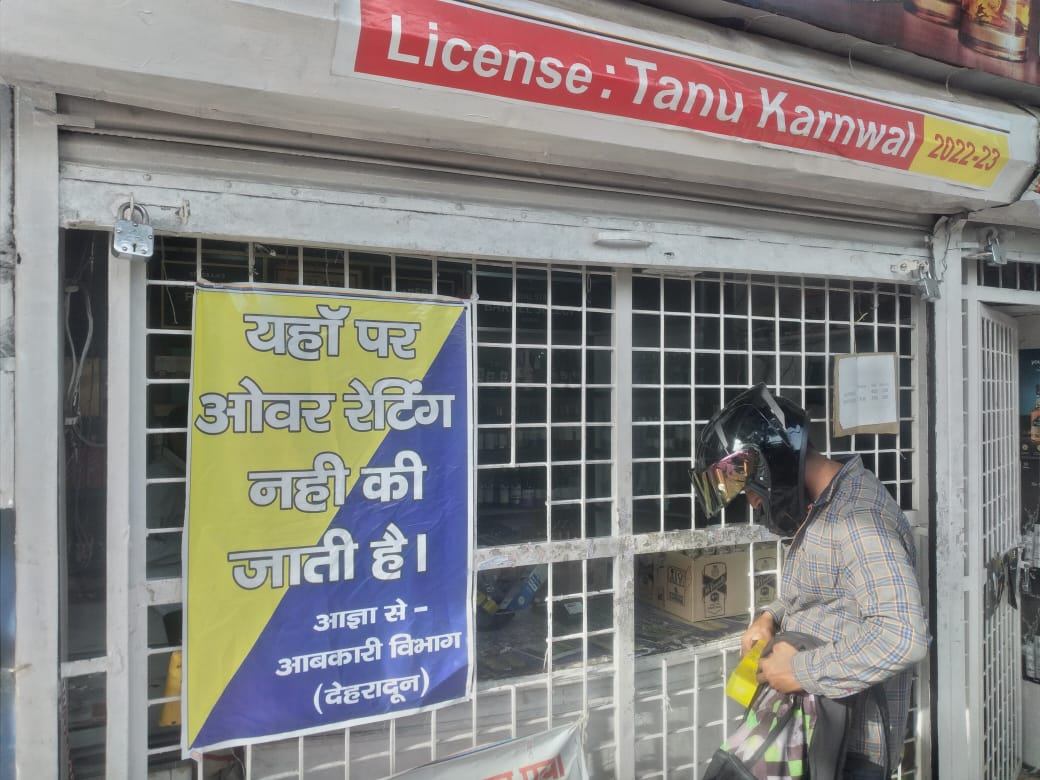 License : Tanu Karnwal 2022-23
यहाँ पर
ओवर रेटिंग
नही की
जाती है।
आज्ञा से –
आबकारी विभाग
(देहरादून)